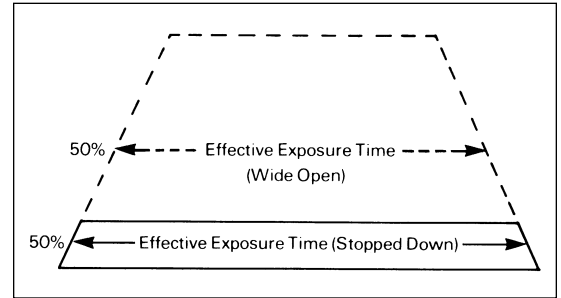 50% Effective Exposure Time
(Wide Open)
50% Effective Exposure Time (Stopped Down)